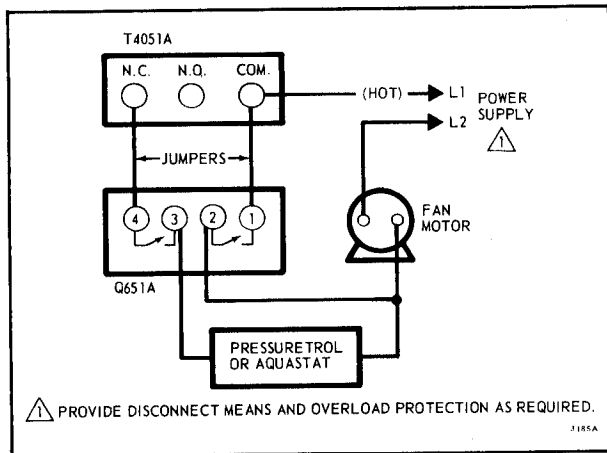 T4051A
N.C. N.Q. COM.
(HOT) L1
POWER
SUPPLY
L2
1
JUMPERS
4 3 2 1
FAN
MOTOR
Q651A
PRESSURETROL
OR AQUASTAT
1 PROVIDE DISCONNECT MEANS AND OVERLOAD PROTECTION AS REQUIRED.